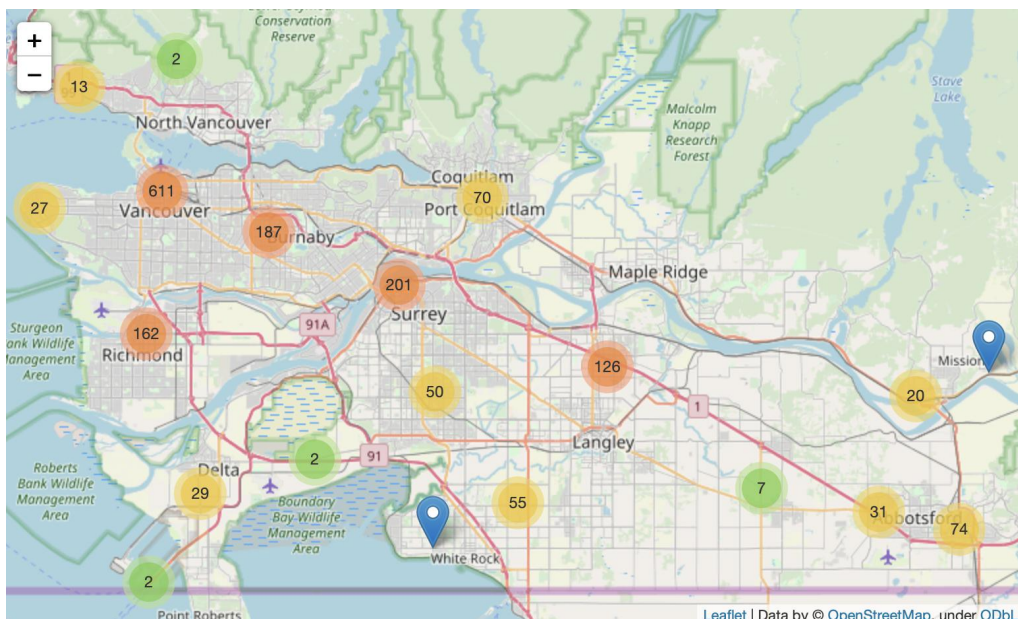 Conservation
Reserve
+
−
2
13
North Vancouver
Stave
Lake
Malcolm
Knapp
Research
Forest
Coquitlam
70
Port Coquitlam
611
Vancouver
27
187
Burnaby
201
Surrey
Maple Ridge
91A
162
Richmond
Sturgeon
ank Wildlife
Management
Area
126
Mission
50
20
1
Langley
91
2
Delta
29
Roberts
Bank Wildlife
Management
Area
Boundary
Bay Wildlife
Management
Area
55
7
31
Abbotsford
74
White Rock
2
Point Roberts
Leaflet | Data by © OpenStreetMap, under ODbL.